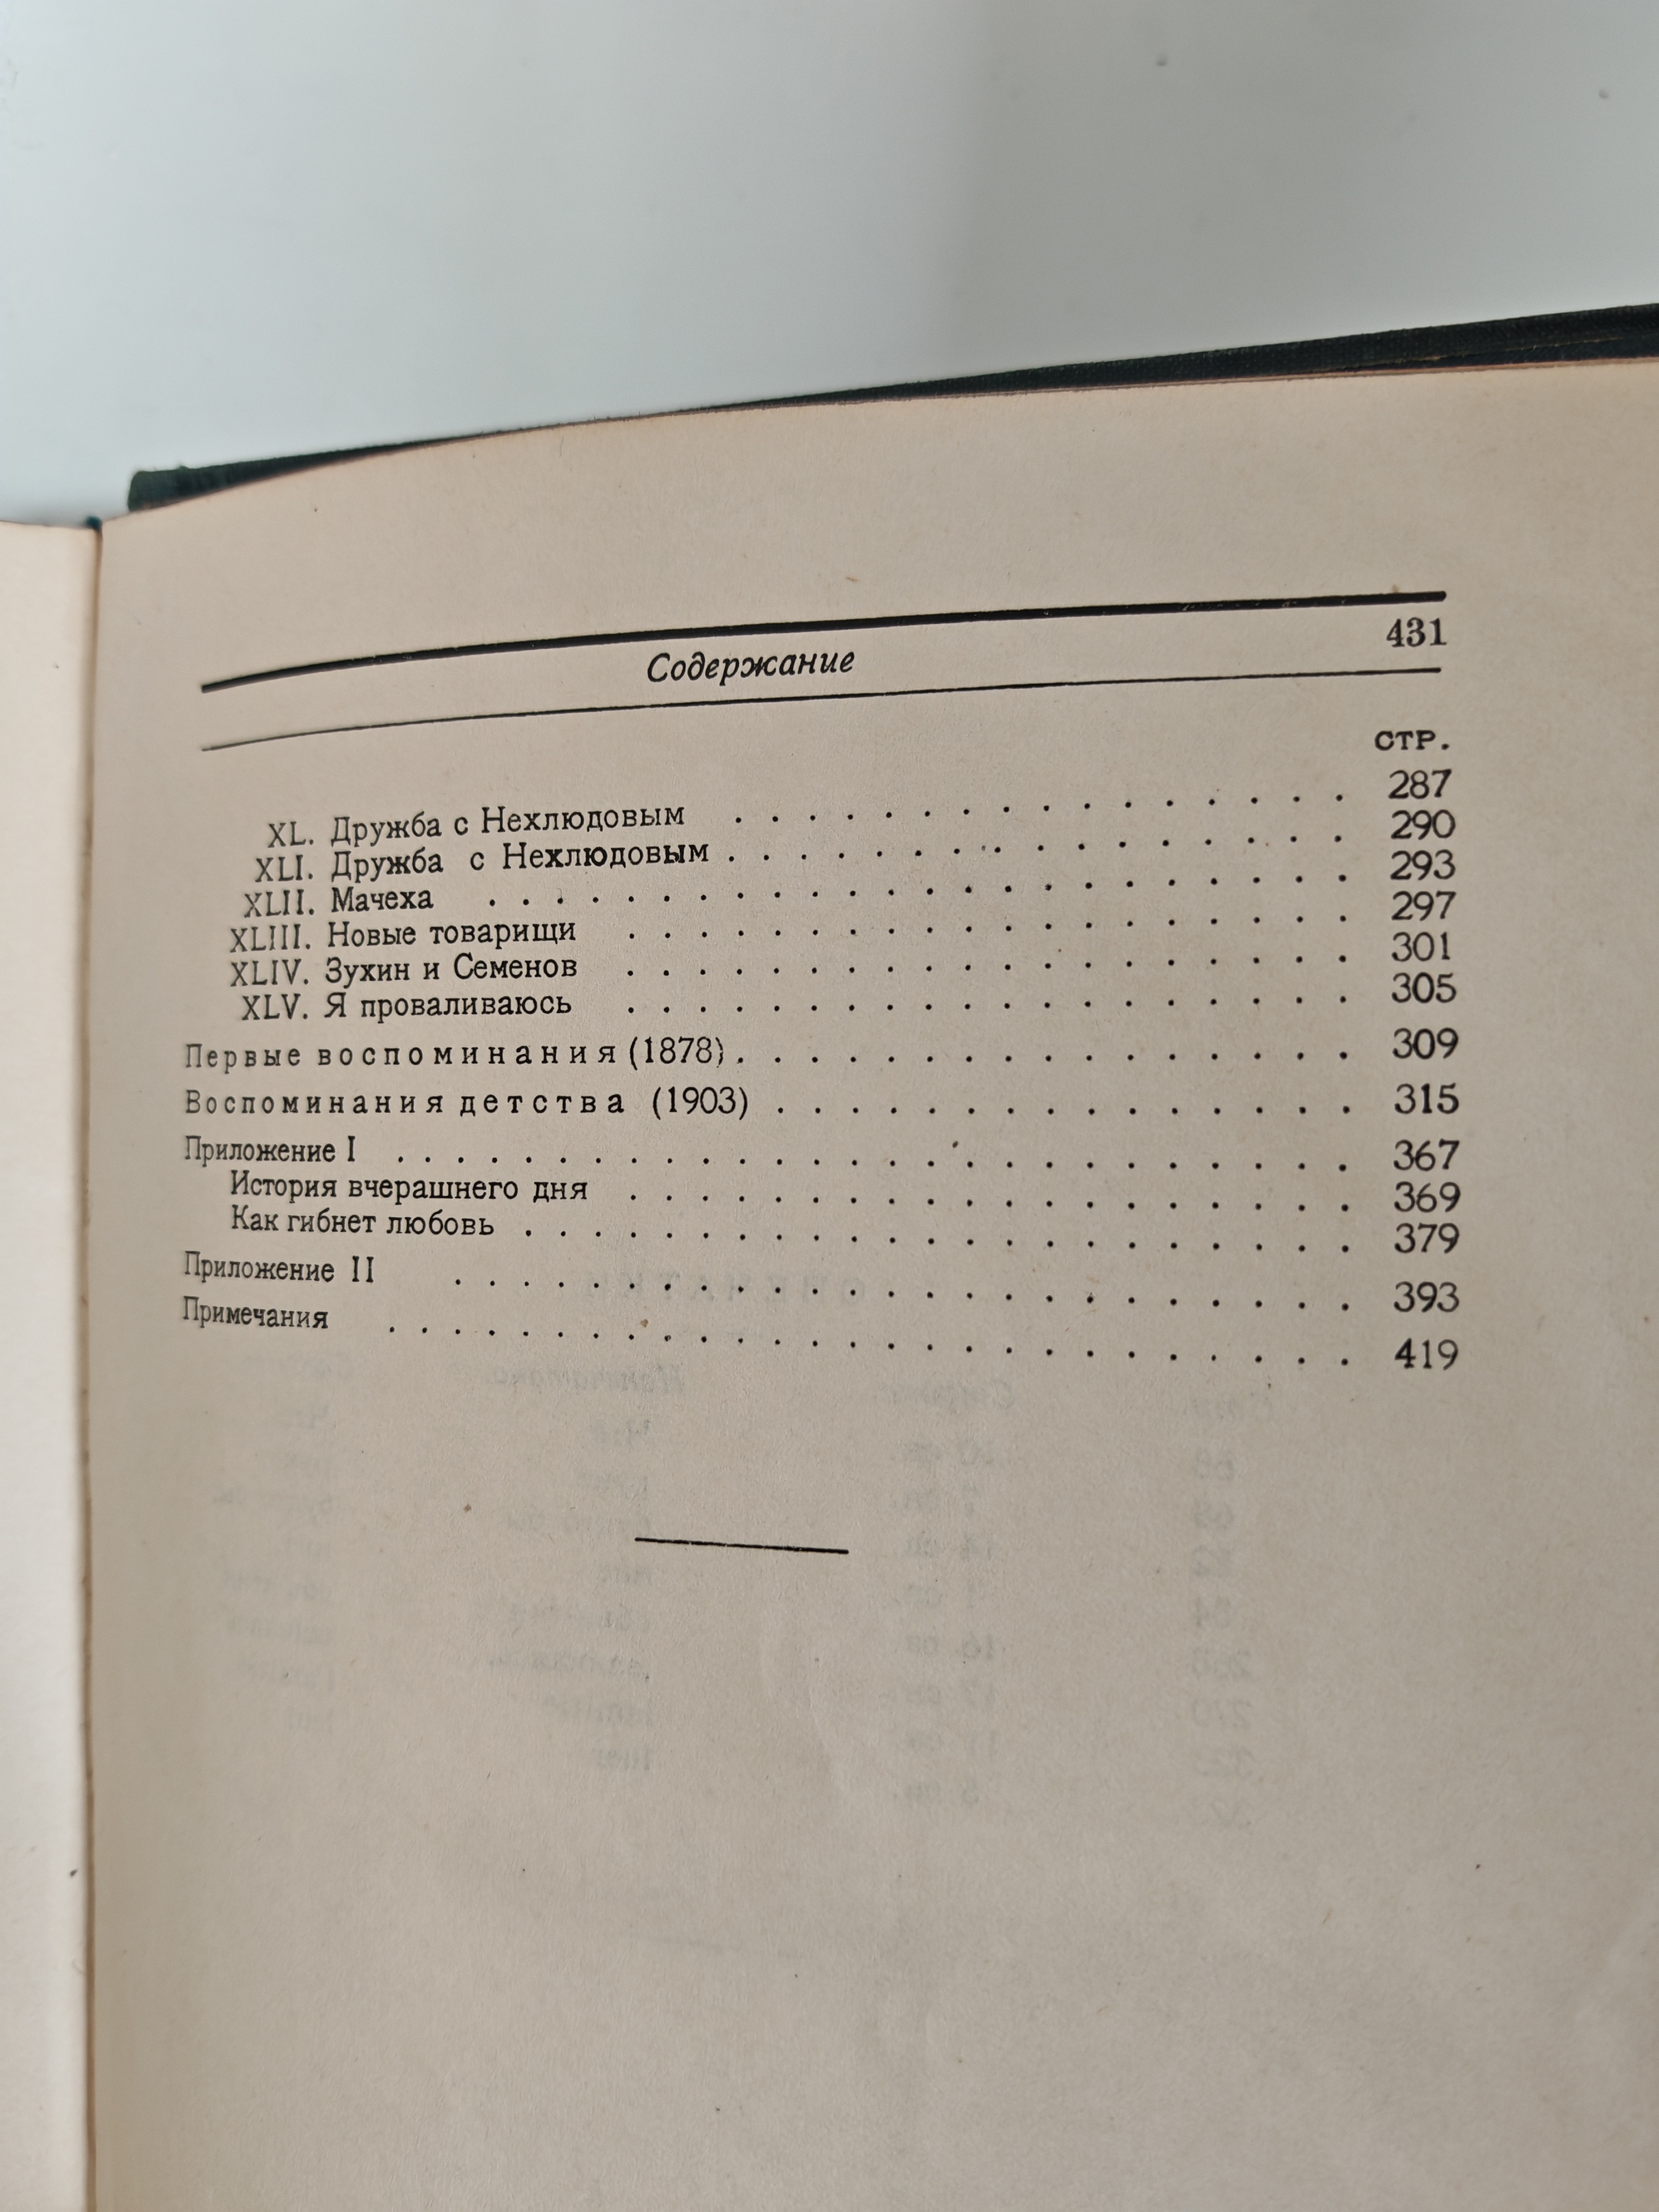 431
Содержание
СТР.
XL. Дружба с Нехлюдовым . . . . . . . . . . . . . . . . 287
XLI. Дружба с Нехлюдовым . . . . . . . . . . . . . . . . 290
XLII. Мачеха . . . . . . . . . . . . . . . . . . . . . . 293
XLIII. Новые товарищи . . . . . . . . . . . . . . . . . . 297
XLIV. Зухин и Семенов . . . . . . . . . . . . . . . . . . 301
XLV. Я проваливаюсь . . . . . . . . . . . . . . . . . . 305
Первые воспоминания (1878) . . . . . . . . . . . . . . . . 309
Воспоминания детства (1903) . . . . . . . . . . . . . . . 315
Приложение I . . . . . . . . . . . . . . . . . . . . . . . . 367
История вчерашнего дня . . . . . . . . . . . . . . . . . . 369
Как гибнет любовь . . . . . . . . . . . . . . . . . . . . . 379
Приложение II . . . . . . . . . . . . . . . . . . . . . . . 393
Примечания . . . . . . . . . . . . . . . . . . . . . . . . . 419